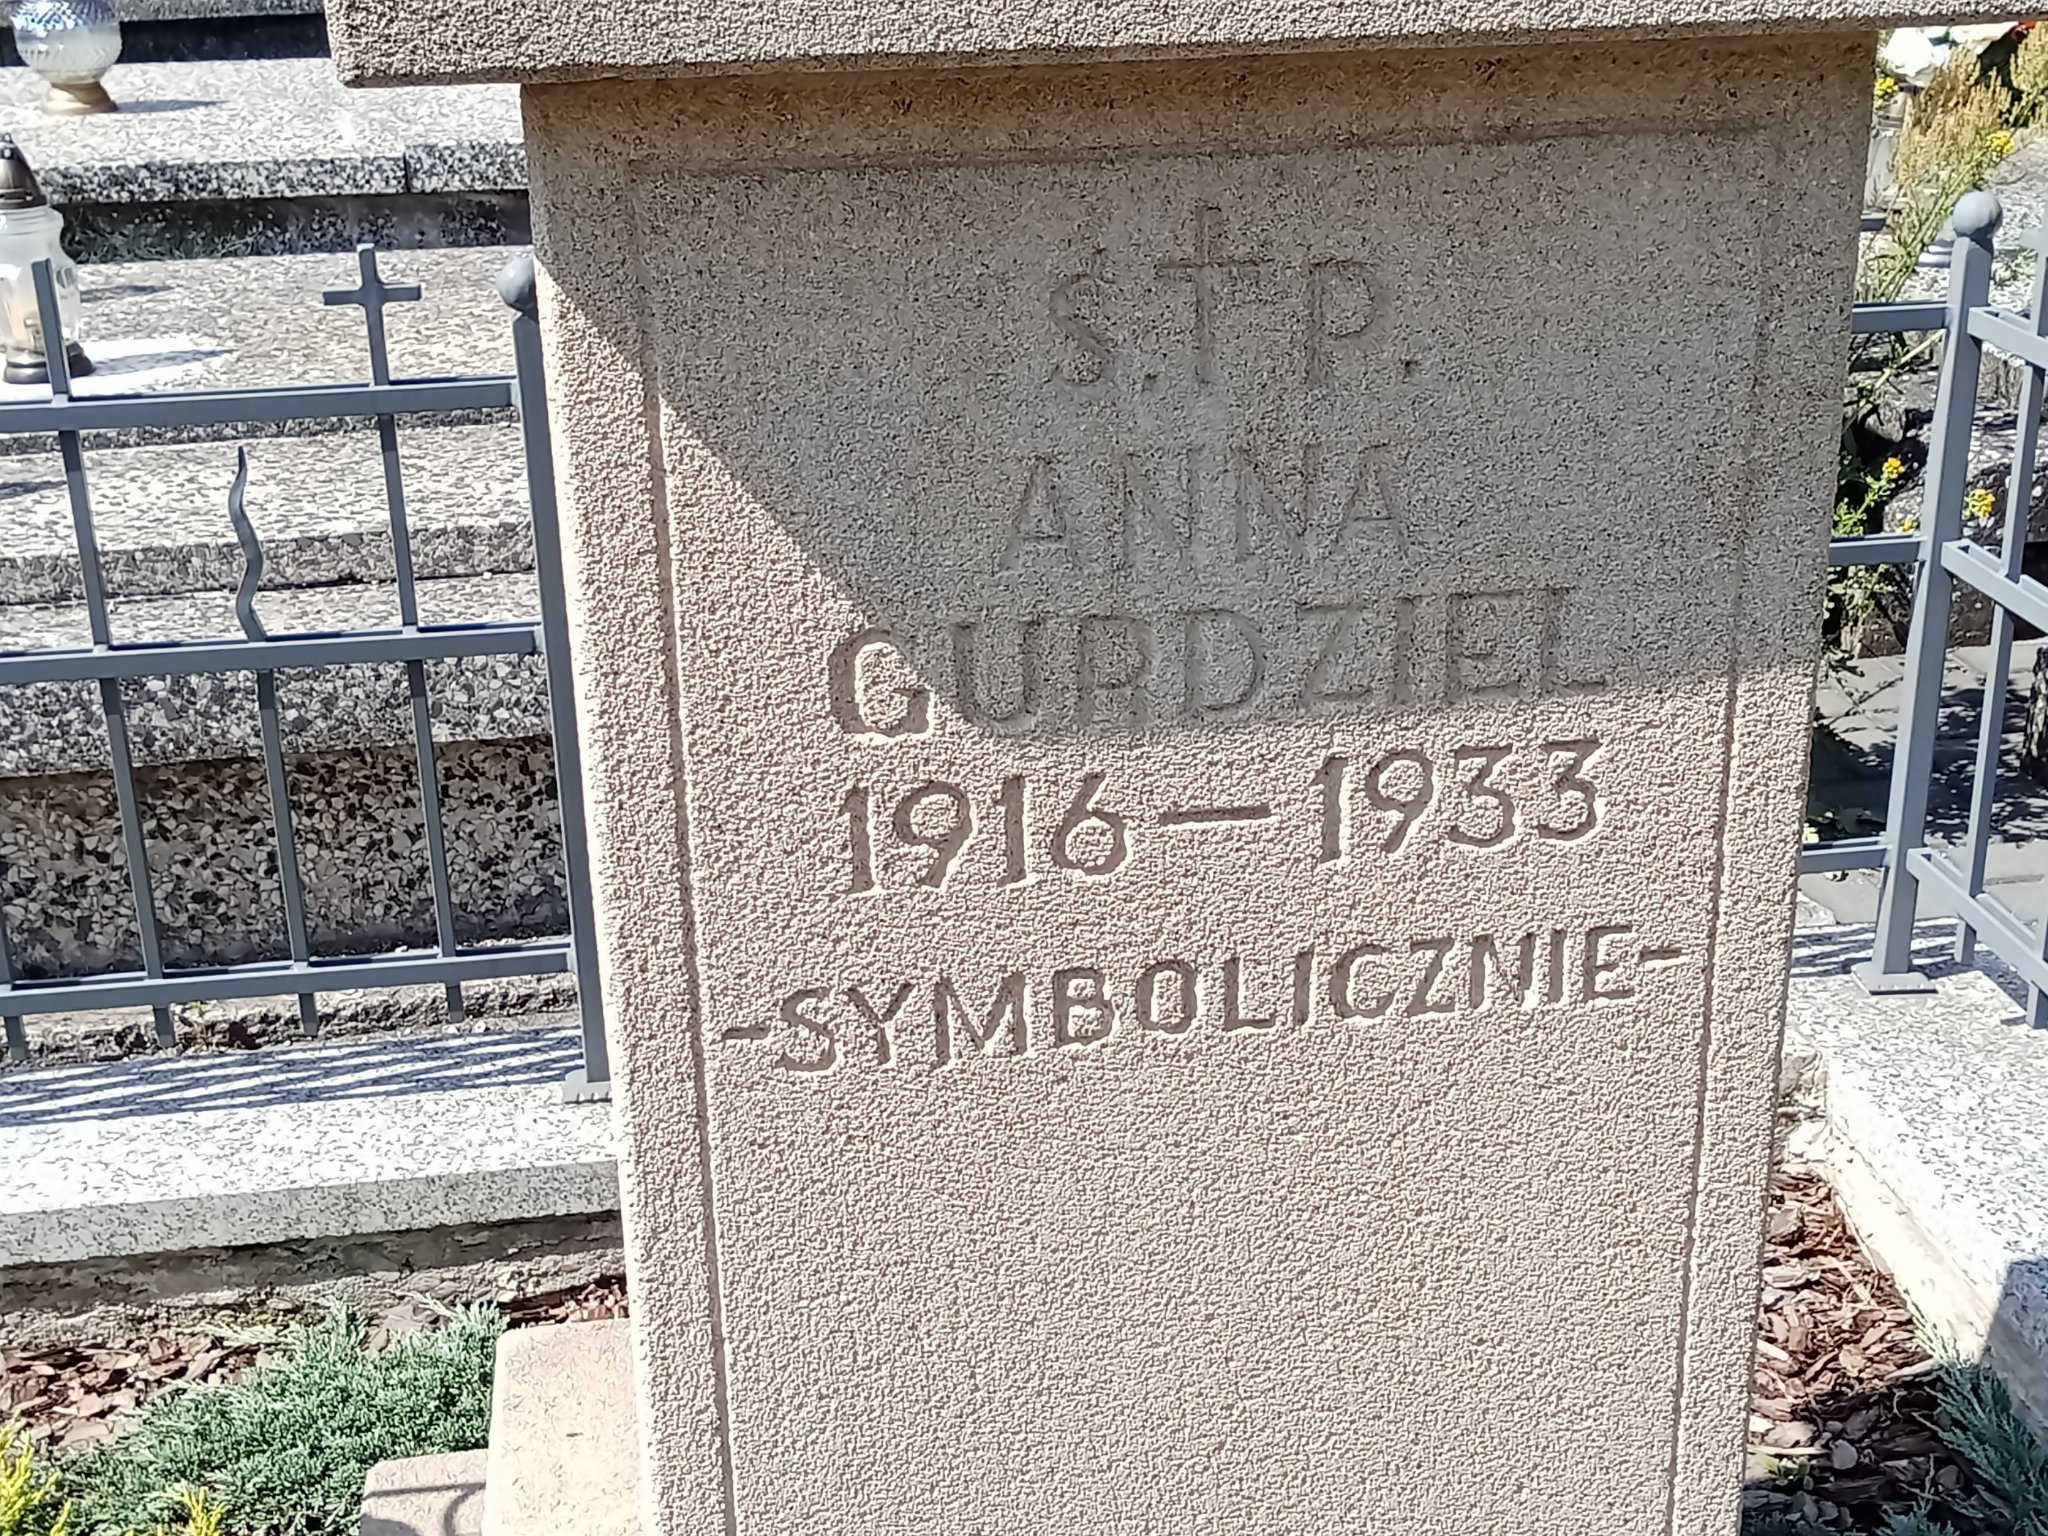 S.†P.
ANNA
GURDZIEL
1916–1933
-SYMBOLICZNIE-